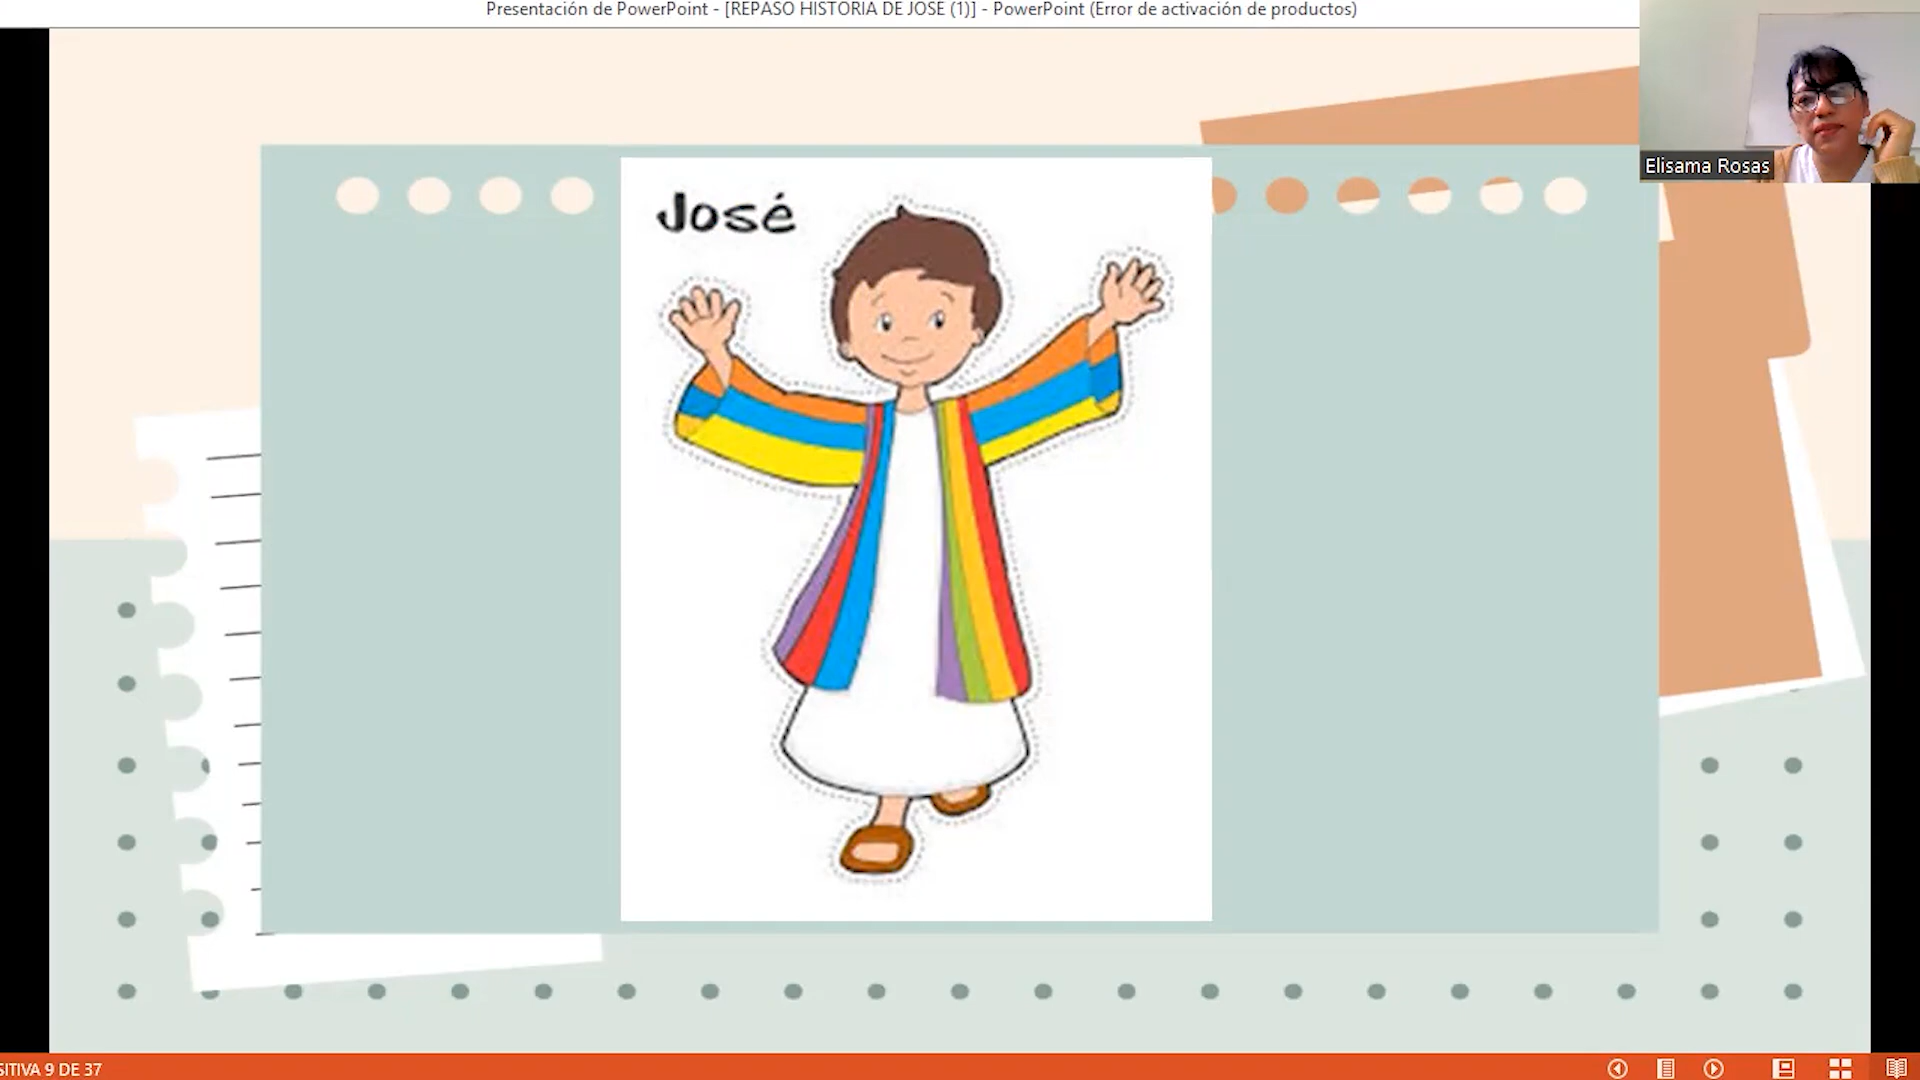 Presentación de PowerPoint - [REPASO HISTORIA DE JOSE (1)] - PowerPoint (Error de activación de productos)
Elisama Rosas
José
SITIVA 9 DE 37